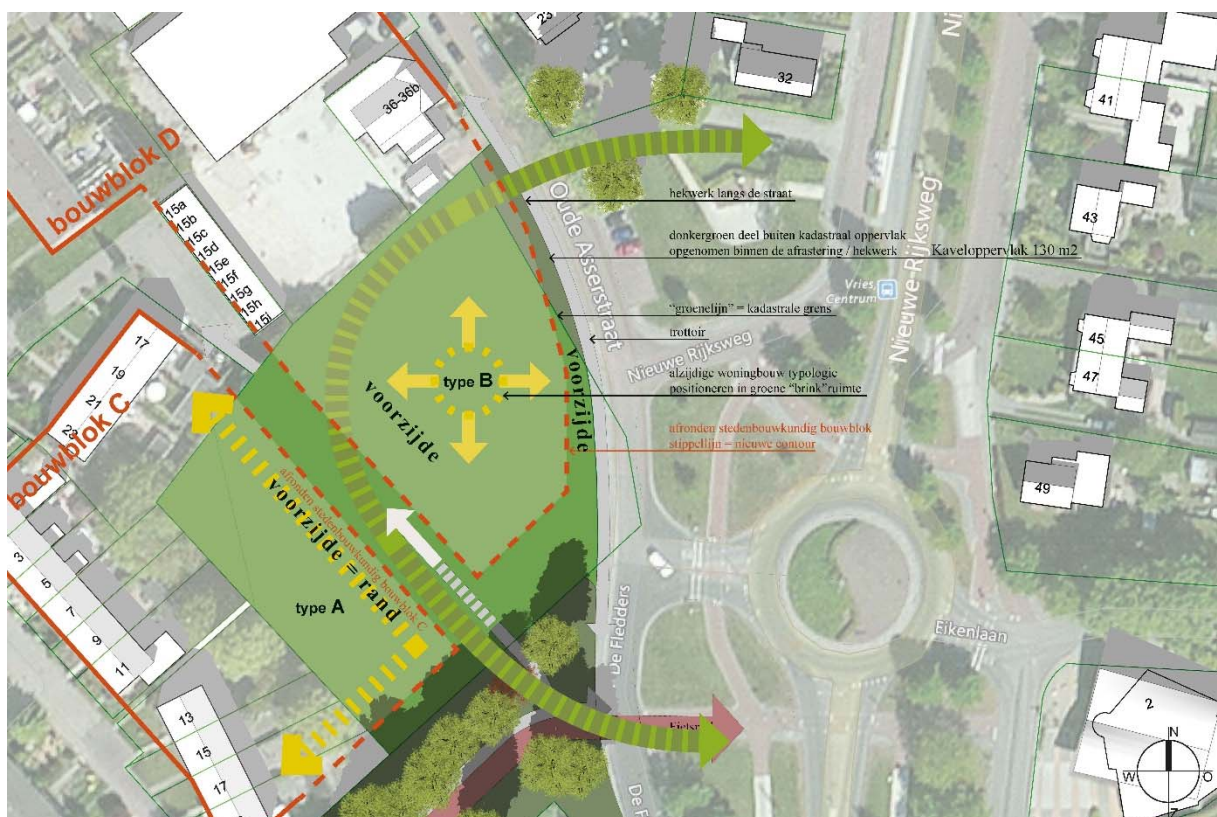 23
Ni
32
36-36b
41
bouwblok D
15a
15b
15c
15d
15e
15f
15g
15h
15i
Oude Asserstraat
hekwerk langs de straat
43
donkergroen deel buiten kadastraal oppervlak
opgenomen binnen de afrastering / hekwerk
Kaveloppervlak 130 m2
Nieuwe Rijksweg
Vries
Centrum
"groenelijn" = kadastrale grens
trottoir
Nieuwe Rijksweg
45
47
alzijdige woningbouw typologie
positioneren in groene "brink"ruimte
type B
voorzijde
voorzijde
afronden stedenbouwkundig bouwblok
stippellijn = nieuwe contour
17
19
21
23
bouwblok C
afronden stedenbouwkundig bouwblok C
voorzijde = rand
type A
49
3
5
7
9
11
13
15
17
De Fledders
Eikenlaan
2
N
W
O
Z
De F